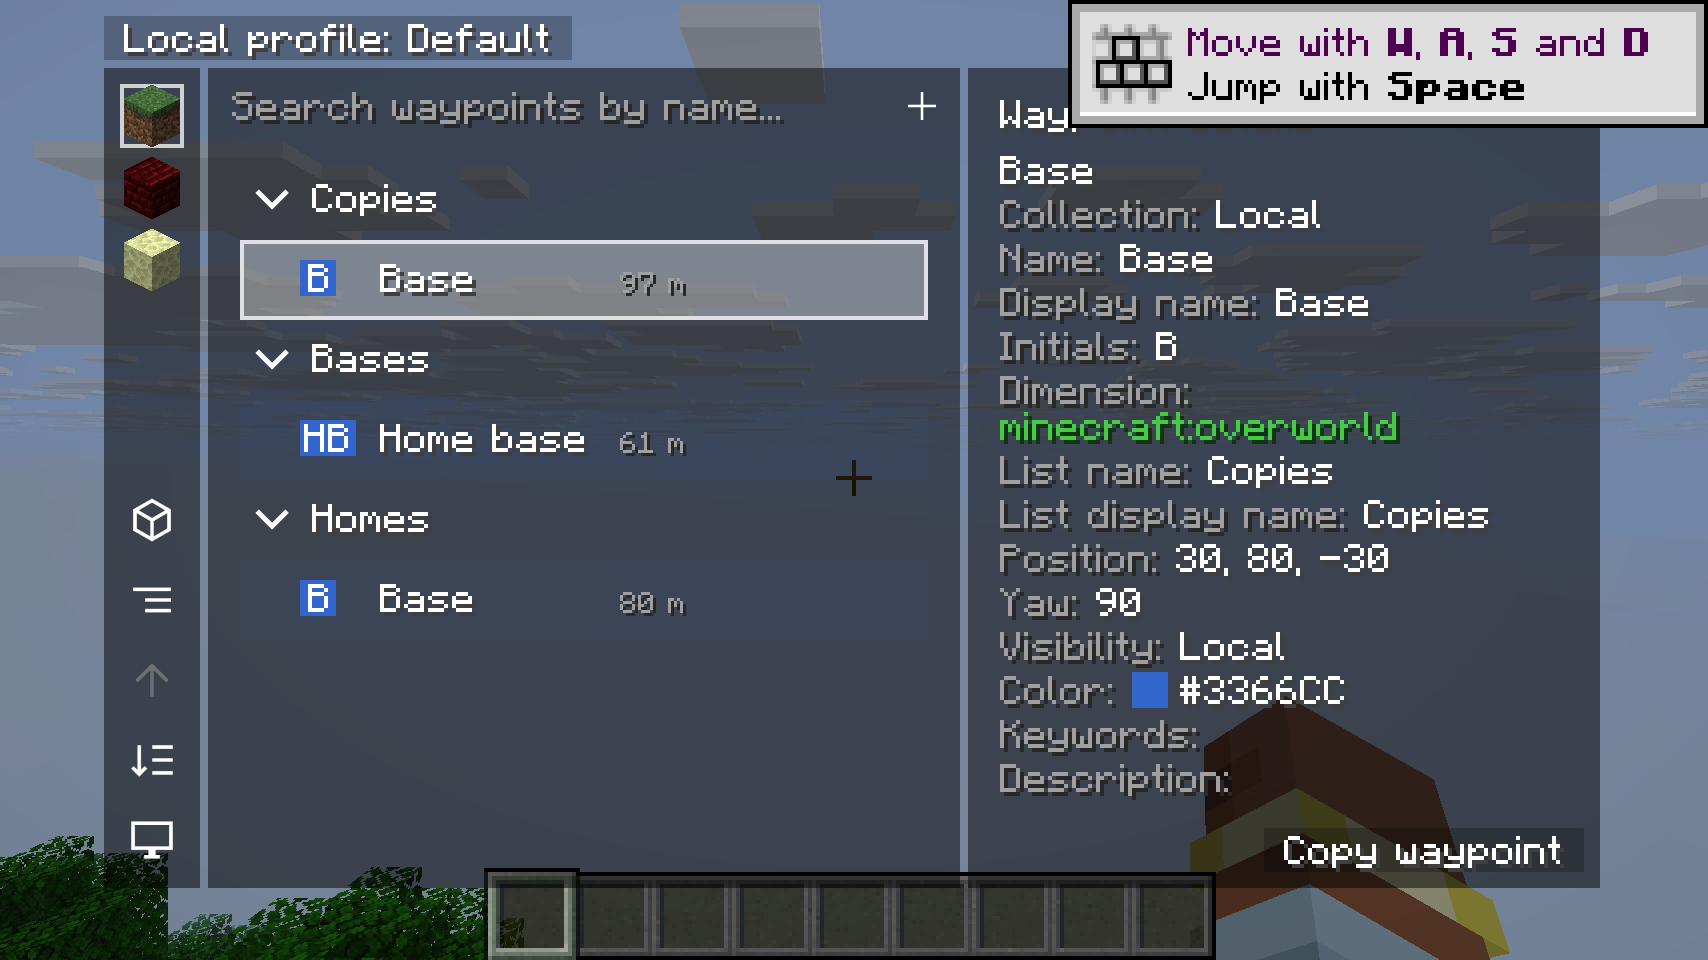 Local profile: Default
Move with W, A, S and D
Jump with Space
Search waypoints by name...
Copies
B Base 97 m
Bases
HB Home base 61 m
Homes
B Base 80 m
Base
Collection: Local
Name: Base
Display name: Base
Initials: B
Dimension:
minecraft:overworld
List name: Copies
List display name: Copies
Position: 30, 80, -30
Yaw: 90
Visibility: Local
Color: #3366CC
Keywords:
Description:
Copy waypoint